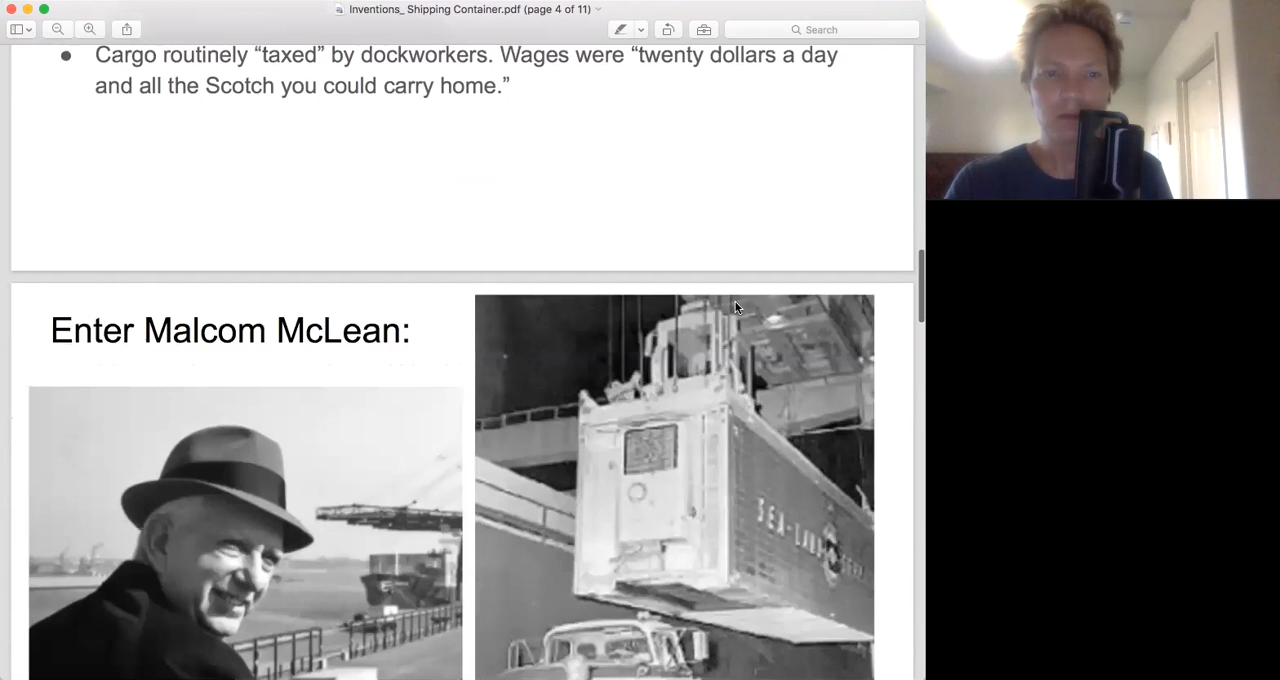 Inventions_ Shipping Container.pdf (page 4 of 11)
Search
● Cargo routinely “taxed” by dockworkers. Wages were “twenty dollars a day
and all the Scotch you could carry home.”
Enter Malcom McLean:
SEA-LAND